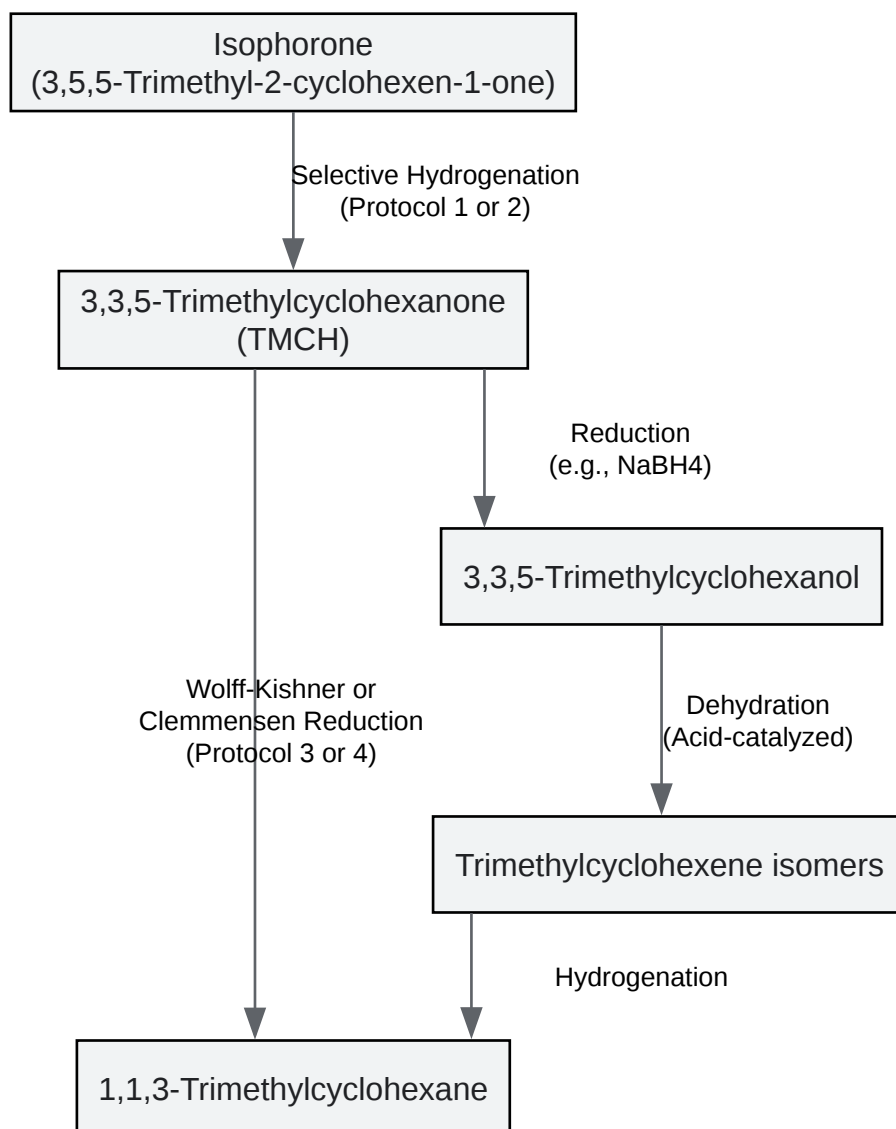 Isophorone
(3,5,5-Trimethyl-2-cyclohexen-1-one)
Selective Hydrogenation
(Protocol 1 or 2)
3,3,5-Trimethylcyclohexanone
(TMCH)
Reduction
(e.g., NaBH4)
3,3,5-Trimethylcyclohexanol
Wolff-Kishner or
Clemmensen Reduction
(Protocol 3 or 4)
Dehydration
(Acid-catalyzed)
Trimethylcyclohexene isomers
Hydrogenation
1,1,3-Trimethylcyclohexane